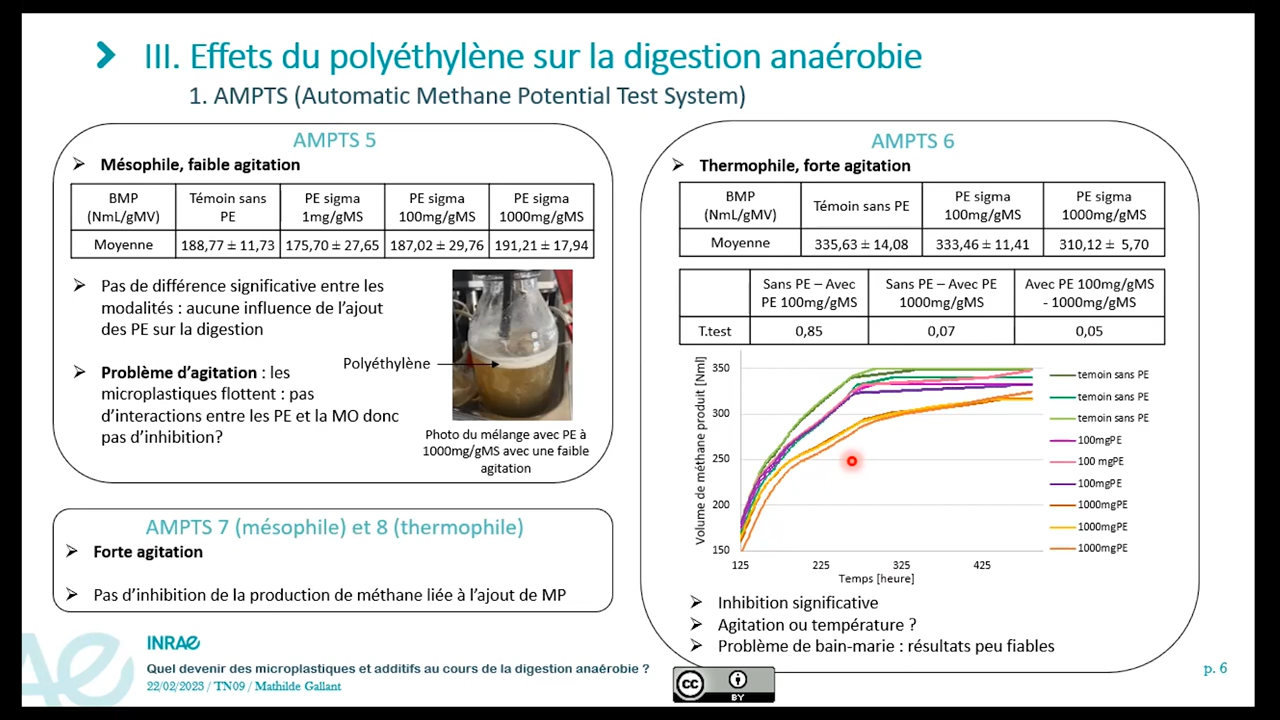 III. Effets du polyéthylène sur la digestion anaérobie
1. AMPTS (Automatic Methane Potential Test System)
AMPTS 5
Mésophile, faible agitation
BMP (NmL/gMV) Témoin sans PE PE sigma 1mg/gMS PE sigma 100mg/gMS PE sigma 1000mg/gMS
Moyenne 188,77 ± 11,73 175,70 ± 27,65 187,02 ± 29,76 191,21 ± 17,94
Pas de différence significative entre les
modalités : aucune influence de l'ajout
des PE sur la digestion
Polyéthylène
Problème d'agitation : les
microplastiques flottent : pas
d'interactions entre les PE et la MO donc
pas d'inhibition?
Photo du mélange avec PE à
1000mg/gMS avec une faible
agitation
AMPTS 7 (mésophile) et 8 (thermophile)
Forte agitation
Pas d'inhibition de la production de méthane liée à l'ajout de MP
AMPTS 6
Thermophile, forte agitation
BMP (NmL/gMV) Témoin sans PE PE sigma 100mg/gMS PE sigma 1000mg/gMS
Moyenne 335,63 ± 14,08 333,46 ± 11,41 310,12 ± 5,70
Sans PE – Avec PE 100mg/gMS Sans PE – Avec PE 1000mg/gMS Avec PE 100mg/gMS - 1000mg/gMS
T.test 0,85 0,07 0,05
Volume de méthane produit [Nml]
350
300
250
200
150
125 225 325 425
Temps [heure]
temoin sans PE
temoin sans PE
temoin sans PE
100mgPE
100 mgPE
100mgPE
1000mgPE
1000mgPE
1000mgPE
Inhibition significative
Agitation ou température ?
Problème de bain-marie : résultats peu fiables
INRAE
Quel devenir des microplastiques et additifs au cours de la digestion anaérobie ?
22/02/2023 / TN09 / Mathilde Gallant
cc BY
p. 6